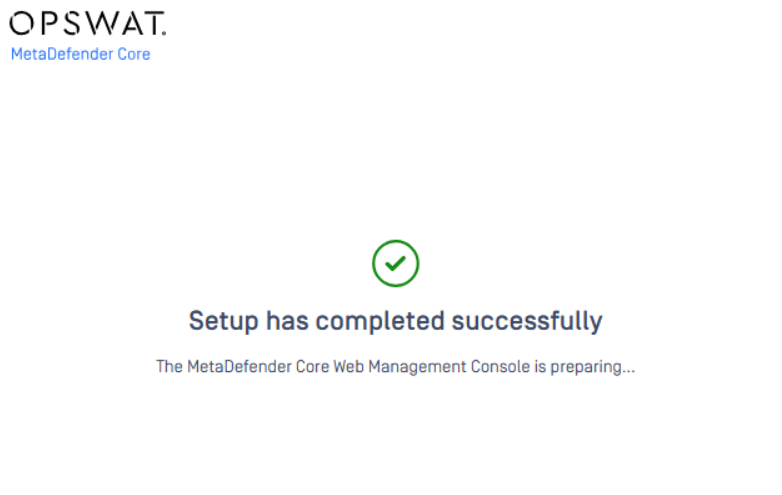 OPSWAT.
MetaDefender Core
Setup has completed successfully
The MetaDefender Core Web Management Console is preparing...